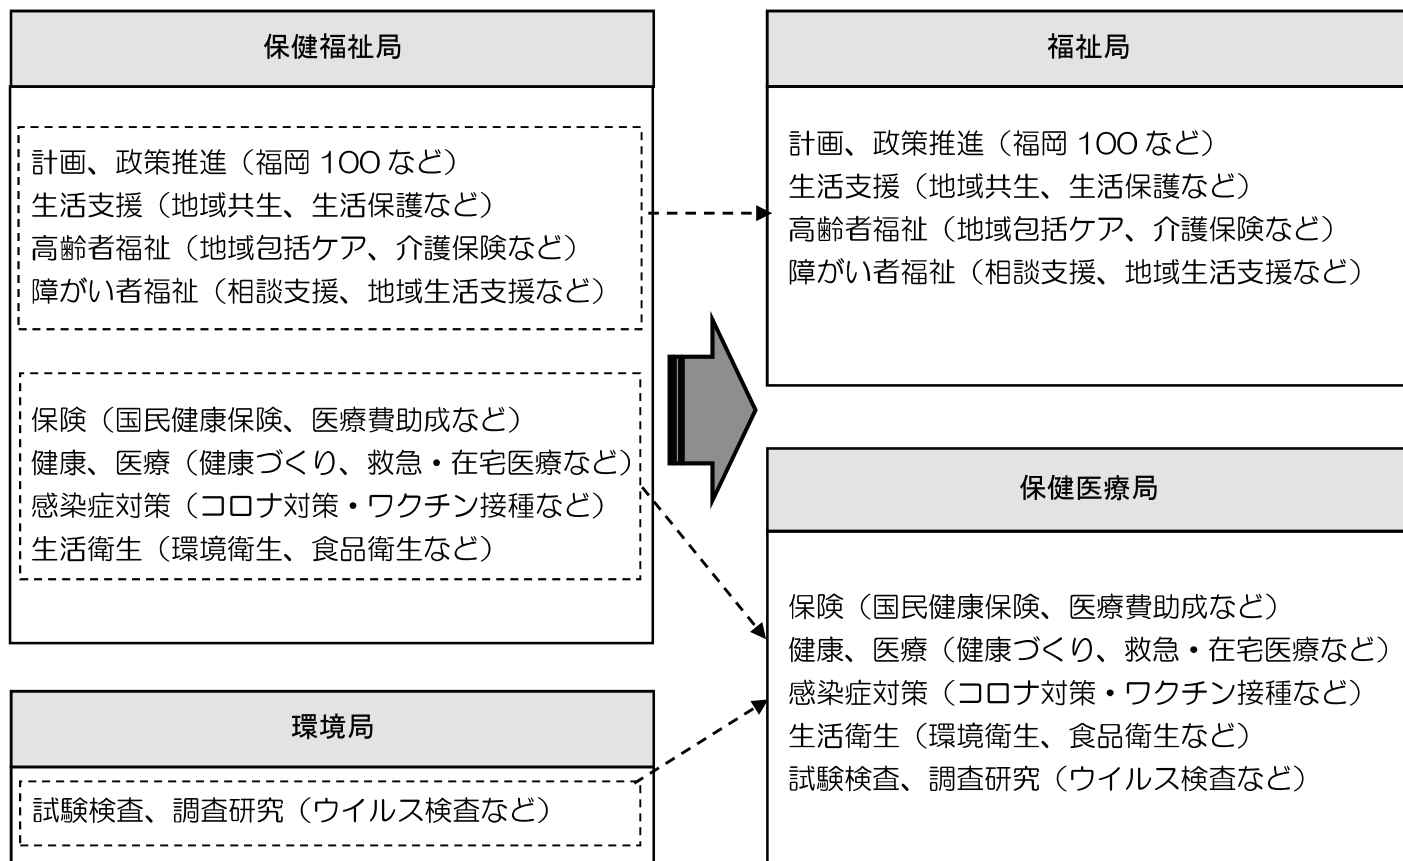 保健福祉局
計画、政策推進（福岡 100 など）
生活支援（地域共生、生活保護など）
高齢者福祉（地域包括ケア、介護保険など）
障がい者福祉（相談支援、地域生活支援など）
保険（国民健康保険、医療費助成など）
健康、医療（健康づくり、救急・在宅医療など）
感染症対策（コロナ対策・ワクチン接種など）
生活衛生（環境衛生、食品衛生など）
環境局
試験検査、調査研究（ウイルス検査など）
福祉局
計画、政策推進（福岡 100 など）
生活支援（地域共生、生活保護など）
高齢者福祉（地域包括ケア、介護保険など）
障がい者福祉（相談支援、地域生活支援など）
保健医療局
保険（国民健康保険、医療費助成など）
健康、医療（健康づくり、救急・在宅医療など）
感染症対策（コロナ対策・ワクチン接種など）
生活衛生（環境衛生、食品衛生など）
試験検査、調査研究（ウイルス検査など）